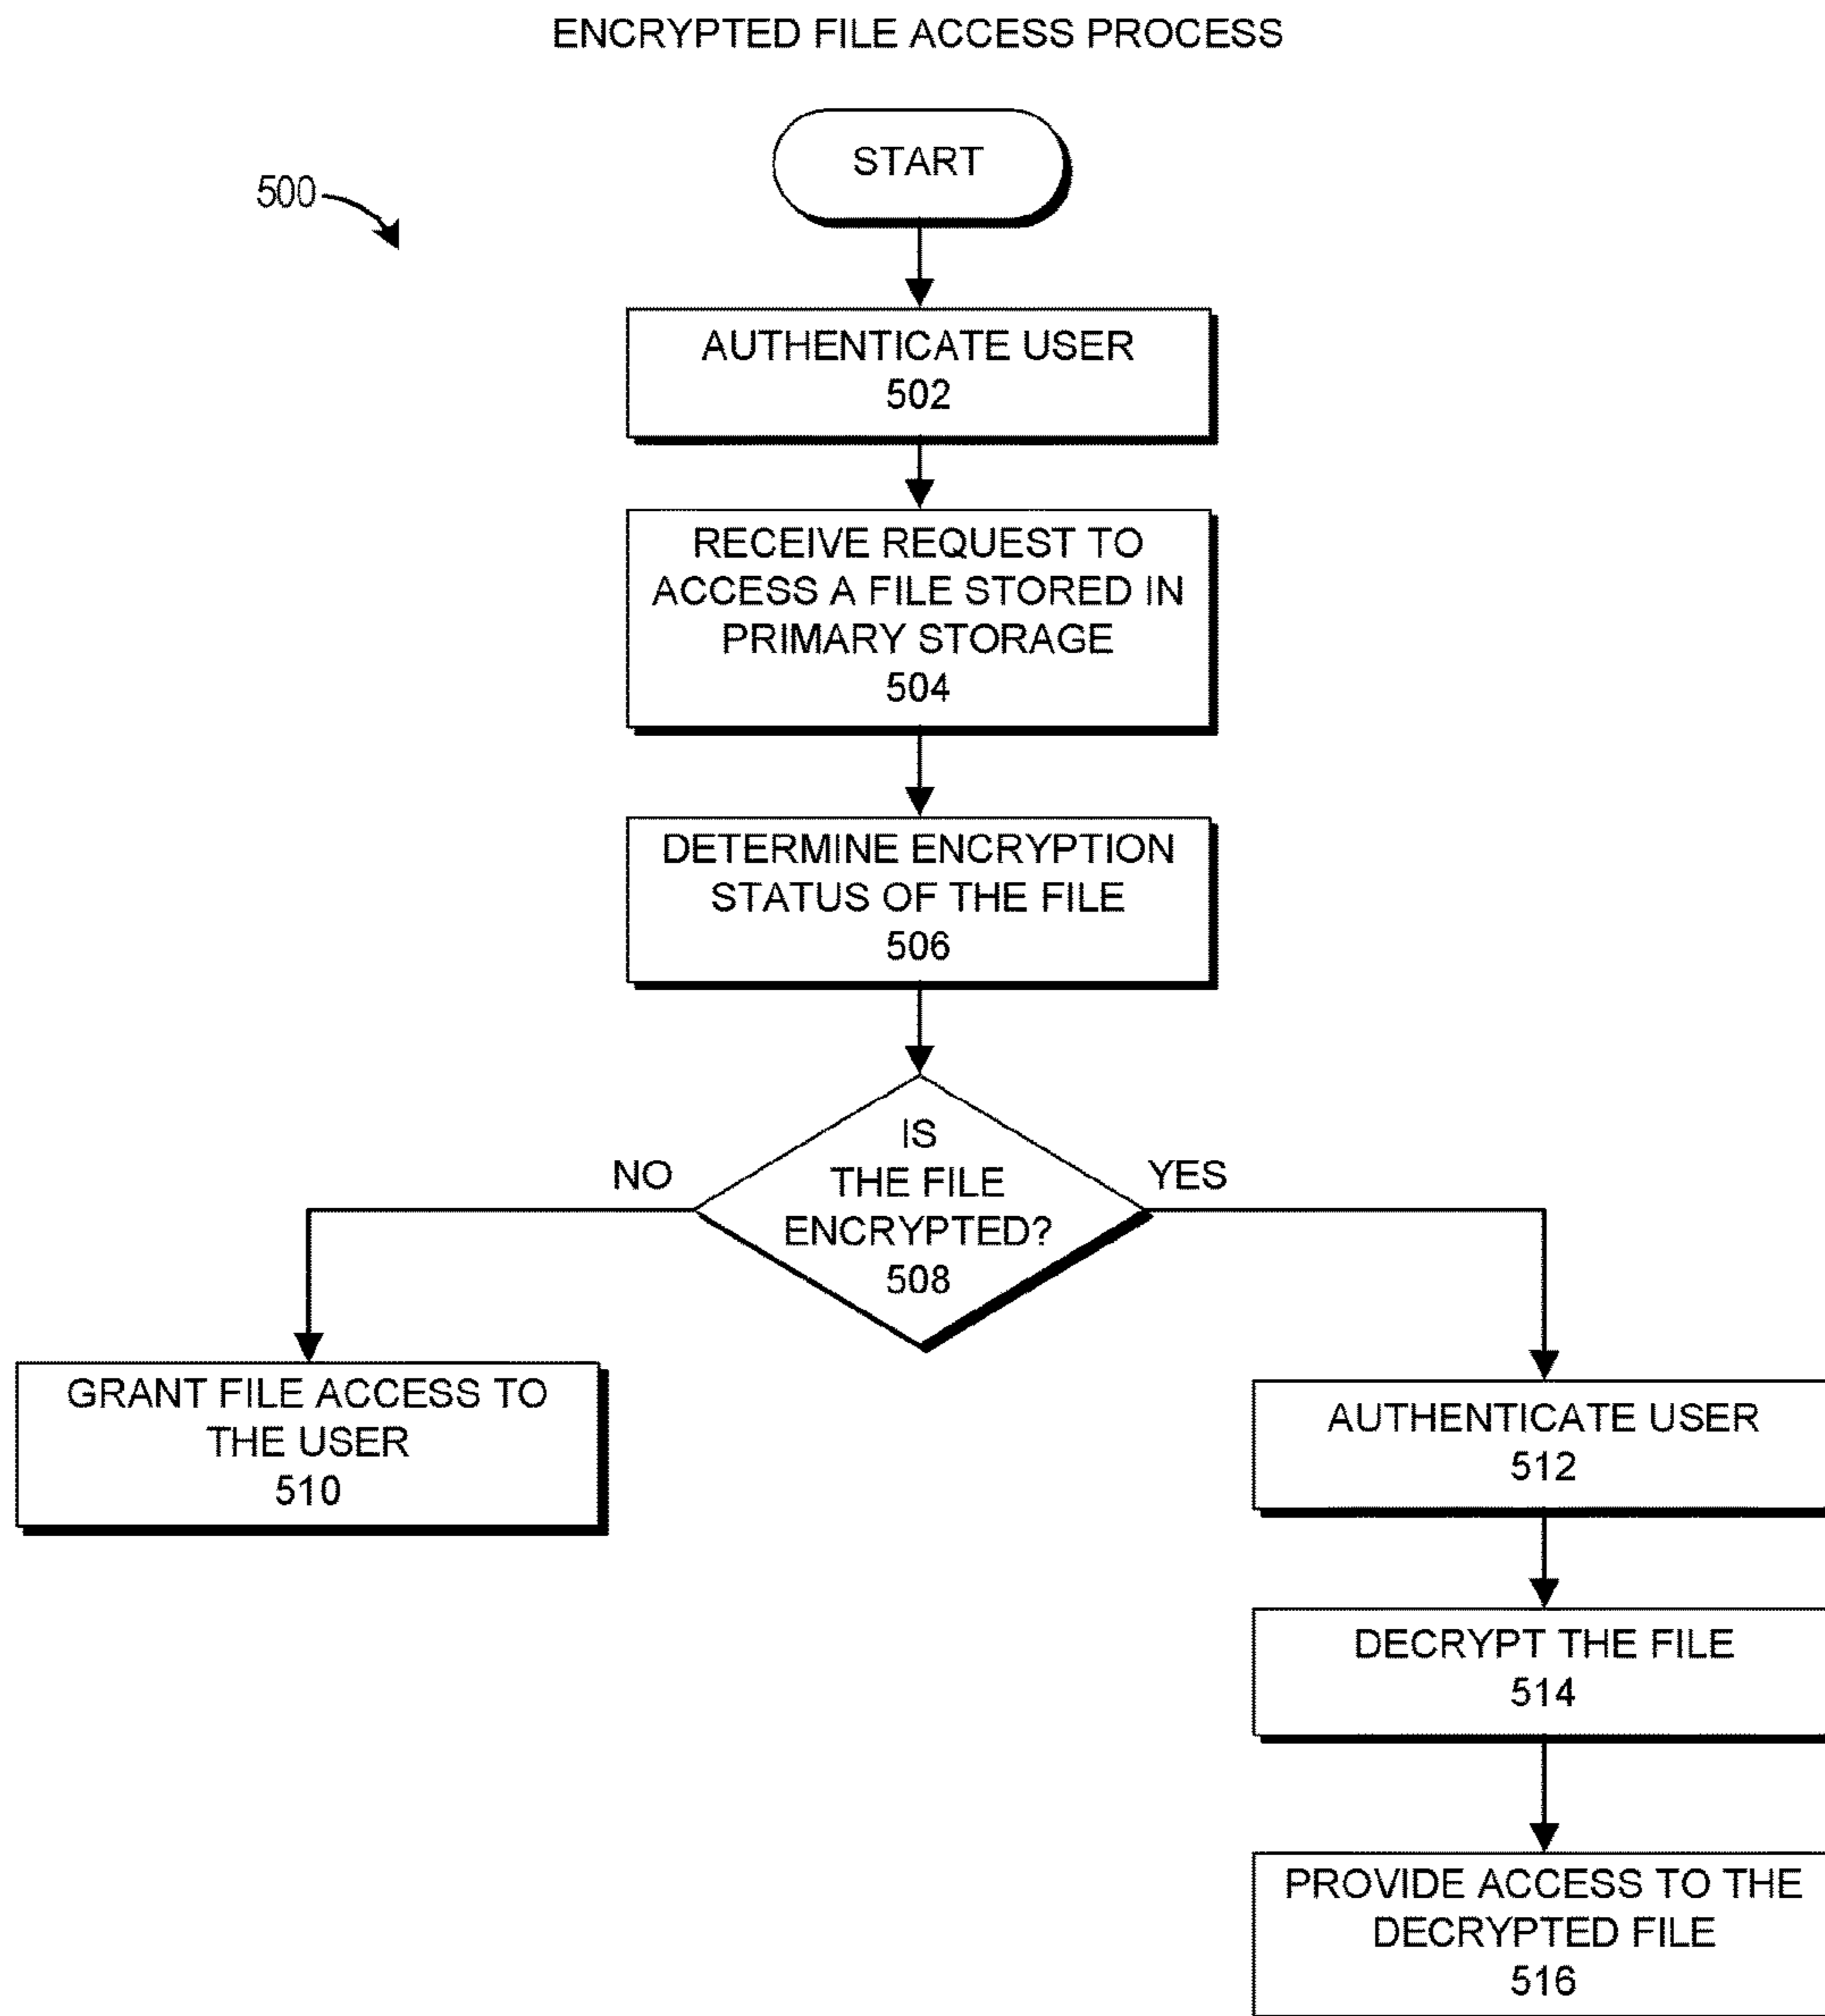 ENCRYPTED FILE ACCESS PROCESS
START
500
AUTHENTICATE USER
502
RECEIVE REQUEST TO
ACCESS A FILE STORED IN
PRIMARY STORAGE
504
DETERMINE ENCRYPTION
STATUS OF THE FILE
506
IS
THE FILE
ENCRYPTED?
508
NO
YES
GRANT FILE ACCESS TO
THE USER
510
AUTHENTICATE USER
512
DECRYPT THE FILE
514
PROVIDE ACCESS TO THE
DECRYPTED FILE
516